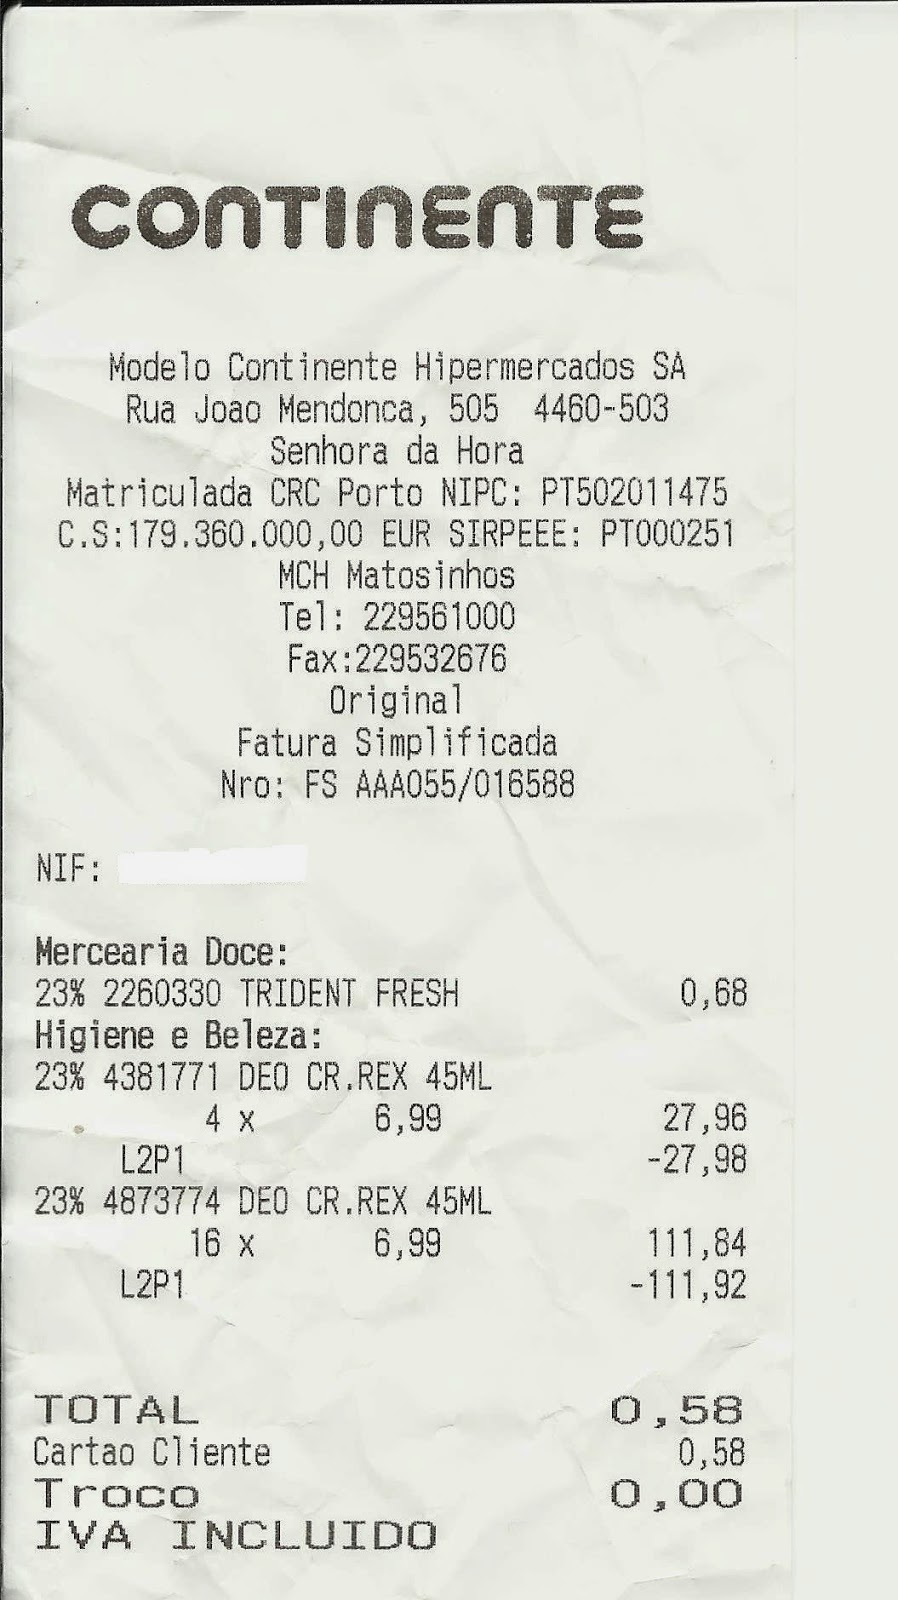 CONTINENTE
Modelo Continente Hipermercados SA
Rua Joao Mendonca, 505 4460-503
Senhora da Hora
Matriculada CRC Porto NIPC: PT502011475
C.S:179.360.000,00 EUR SIRPEEE: PT000251
MCH Matosinhos
Tel: 229561000
Fax:229532676
Original
Fatura Simplificada
Nro: FS AAA055/016588
NIF:
Mercearia Doce:
23% 2260330 TRIDENT FRESH 0,68
Higiene e Beleza:
23% 4381771 DEO CR.REX 45ML
4 x 6,99 27,96
L2P1 -27,98
23% 4873774 DEO CR.REX 45ML
16 x 6,99 111,84
L2P1 -111,92
TOTAL 0,58
Cartao Cliente 0,58
Troco 0,00
IVA INCLUIDO